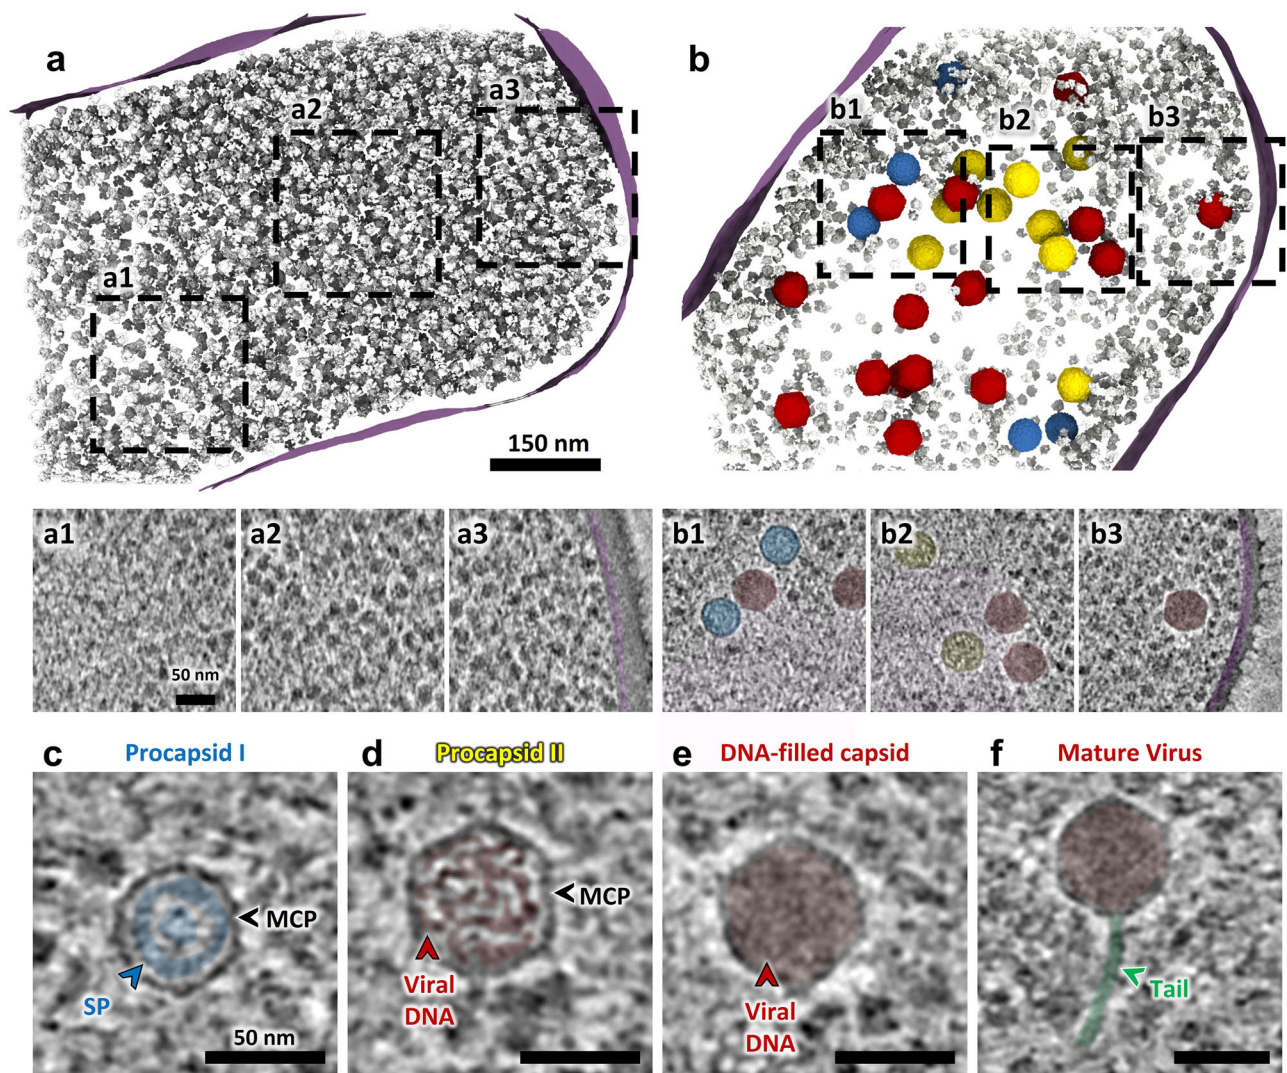 a
a1
a2
a3
150 nm
b
b1
b2
b3
a1
50 nm
a2
a3
b1
b2
b3
c
Procapsid I
MCP
SP
50 nm
d
Procapsid II
MCP
Viral
DNA
e
DNA-filled capsid
Viral
DNA
f
Mature Virus
Tail